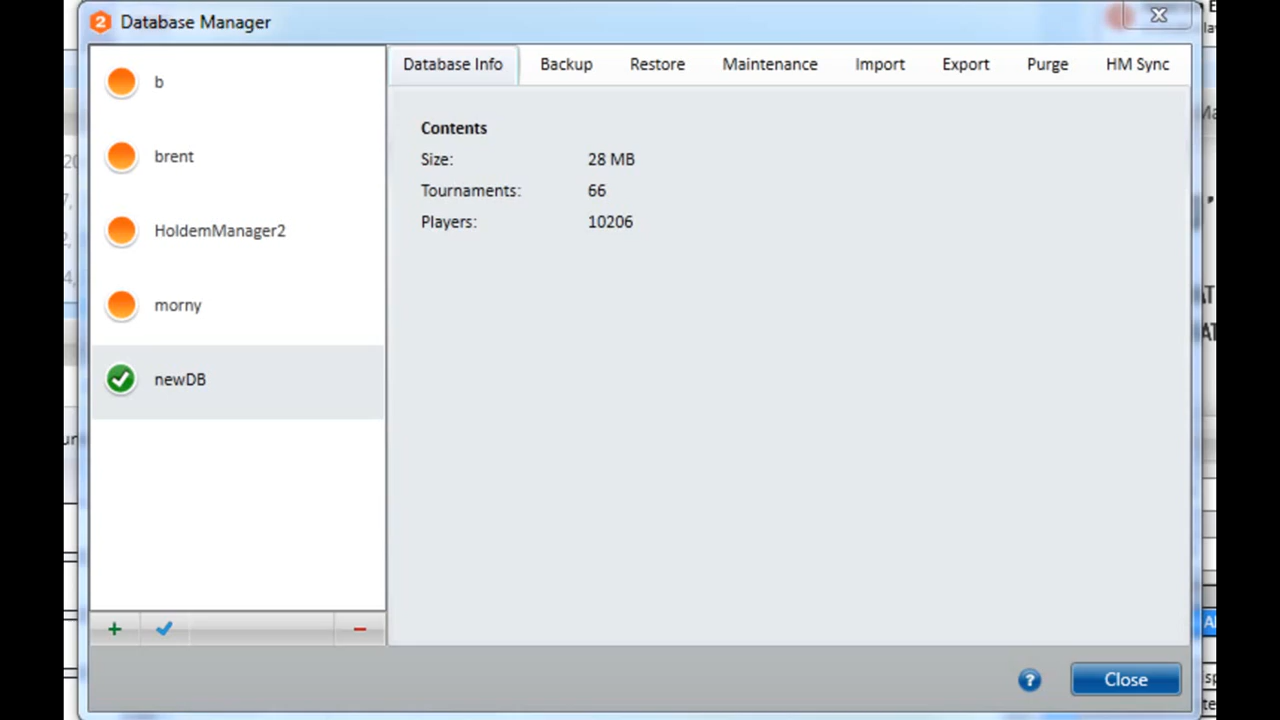 2 Database Manager
b
brent
HoldemManager2
morny
newDB
Database Info Backup Restore Maintenance Import Export Purge HM Sync
Contents
Size: 28 MB
Tournaments: 66
Players: 10206
? Close